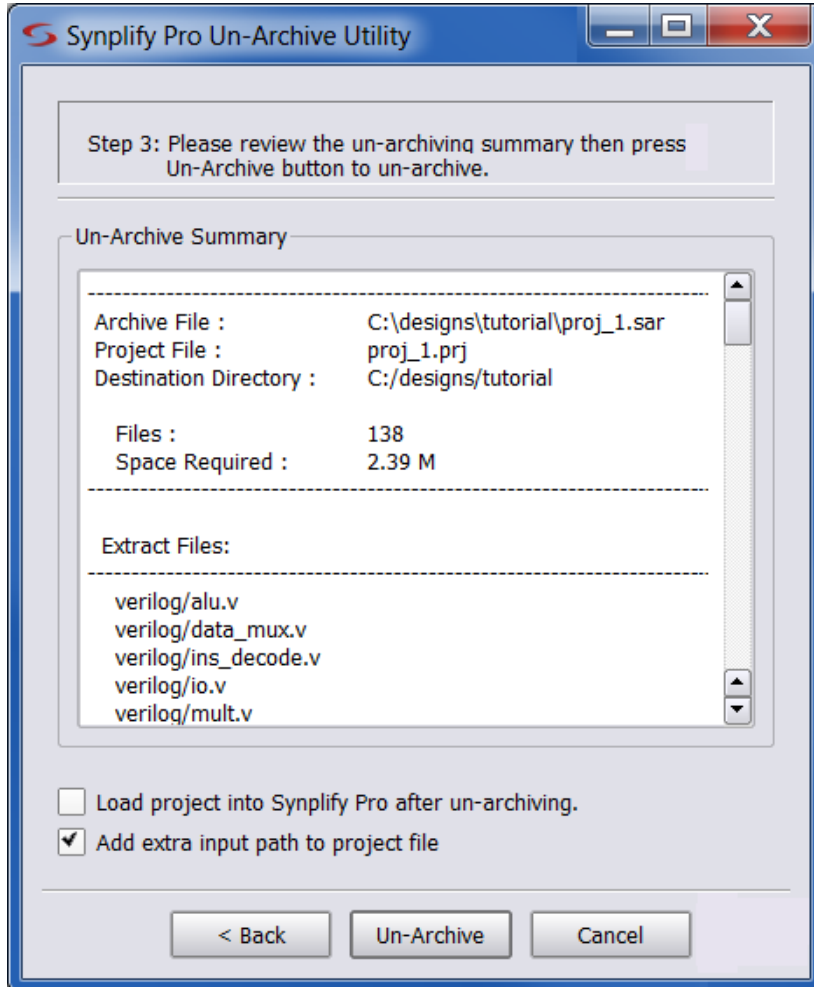 Synplify Pro Un-Archive Utility
Step 3: Please review the un-archiving summary then press
Un-Archive button to un-archive.
Un-Archive Summary
Archive File : C:\designs\tutorial\proj_1.sar
Project File : proj_1.prj
Destination Directory : C:/designs/tutorial
Files : 138
Space Required : 2.39 M
Extract Files:
verilog/alu.v
verilog/data_mux.v
verilog/ins_decode.v
verilog/io.v
verilog/mult.v
Load project into Synplify Pro after un-archiving.
Add extra input path to project file
< Back Un-Archive Cancel